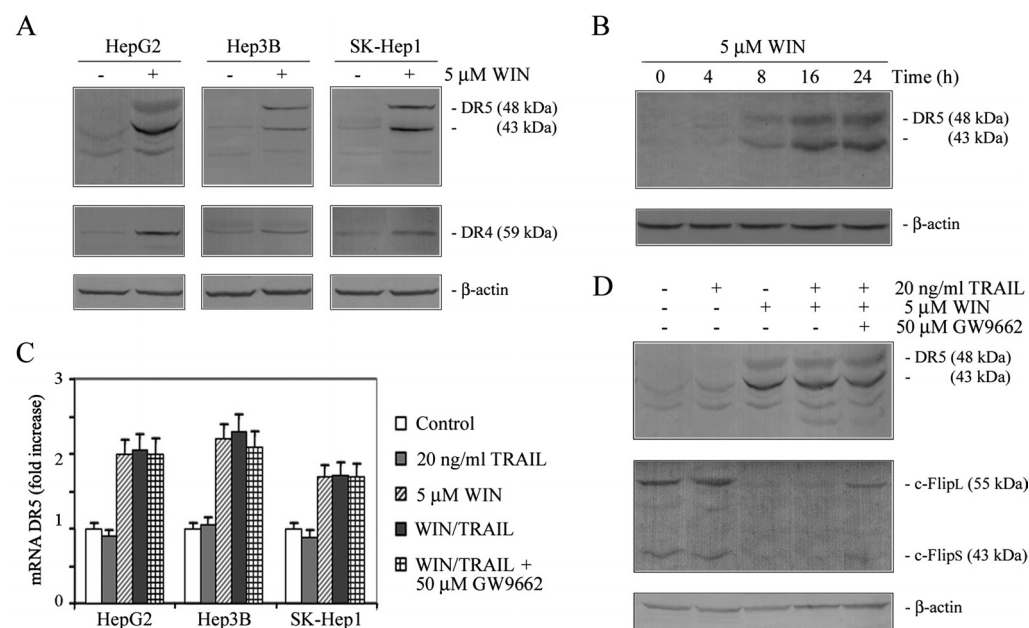 A
HepG2 Hep3B SK-Hep1
- + - + - + 5 μM WIN
- DR5 (48 kDa)
- (43 kDa)
- DR4 (59 kDa)
- β-actin
B
5 μM WIN
0 4 8 16 24 Time (h)
- DR5 (48 kDa)
- (43 kDa)
- β-actin
C
mRNA DR5 (fold increase)
3
2
1
0
HepG2 Hep3B SK-Hep1
Control
20 ng/ml TRAIL
5 μM WIN
WIN/TRAIL
WIN/TRAIL +
50 μM GW9662
D
- + - + + 20 ng/ml TRAIL
- - + + + 5 μM WIN
- - - - + 50 μM GW9662
- DR5 (48 kDa)
- (43 kDa)
- c-FlipL (55 kDa)
- c-FlipS (43 kDa)
- β-actin